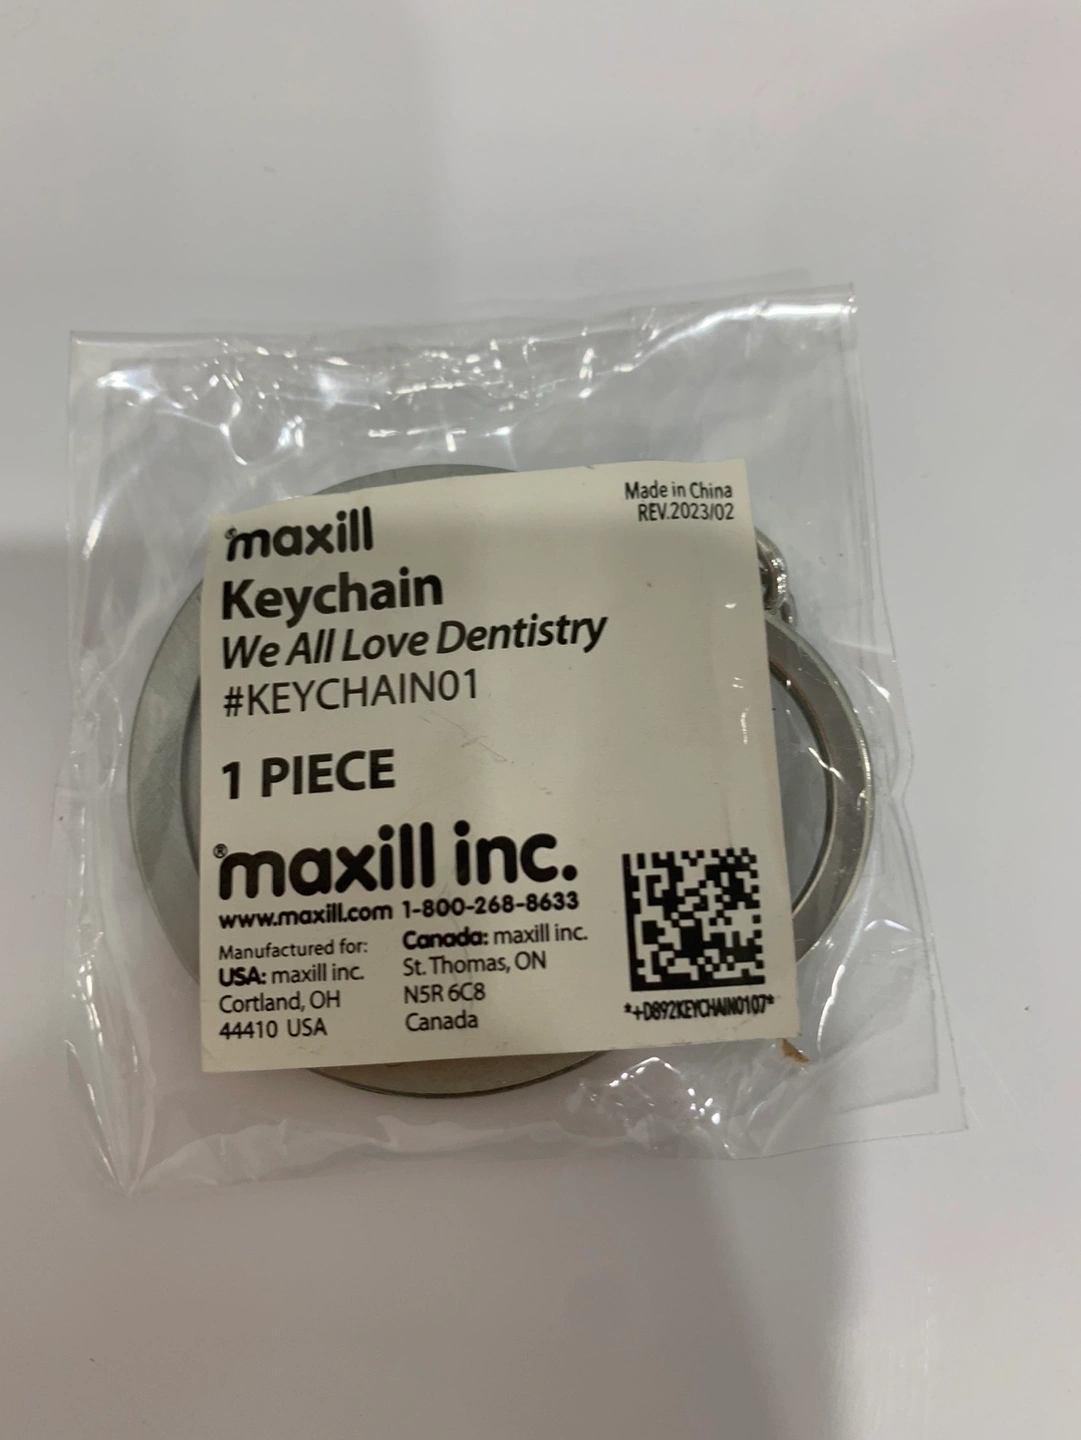 ®maxill
Made in China
REV.2023/02
Keychain
We All Love Dentistry
#KEYCHAIN01
1 PIECE
®maxill inc.
www.maxill.com 1-800-268-8633
Manufactured for:
USA: maxill inc.
Cortland, OH
44410 USA
Canada: maxill inc.
St. Thomas, ON
N5R 6C8
Canada
*+D892KEYCHAIN0107*